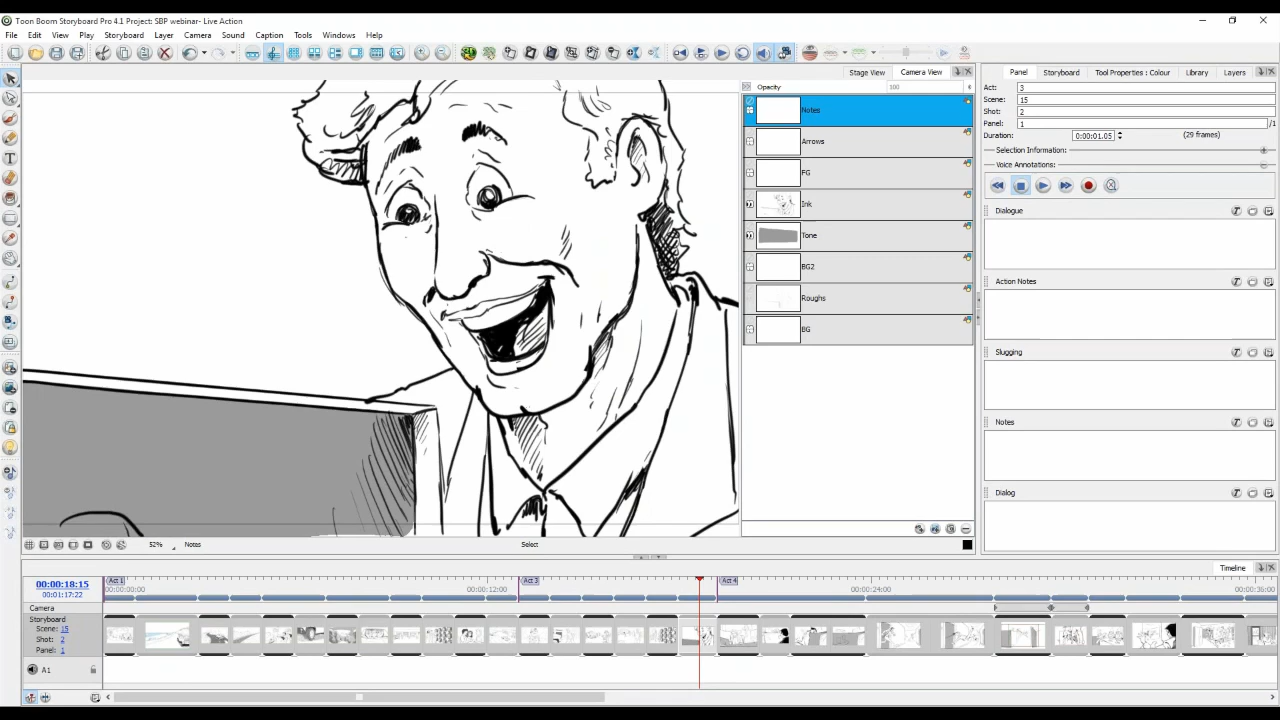 Toon Boom Storyboard Pro 4.1 Project: SBP webinar- Live Action
File Edit View Play Storyboard Layer Camera Sound Caption Tools Windows Help
Stage View Camera View
Panel Storyboard Tool Properties : Colour Library Layers
Opacity 100
Notes
Arrows
FG
Ink
Tone
BG2
Roughs
BG
Act: 3
Scene: 15
Shot: 2
Panel: 1 /1
Duration: 0:00:01.05 (29 frames)
Selection Information:
Voice Annotations:
Dialogue
Action Notes
Slugging
Notes
Dialog
52% Notes Select
Timeline
00:00:18:15
00:01:17:22
Act 1 Act 3 Act 4
00:00:00:00 00:00:12:00 00:00:24:00 00:00:36:00
Camera
Storyboard
Scene: 15
Shot: 2
Panel: 1
A1